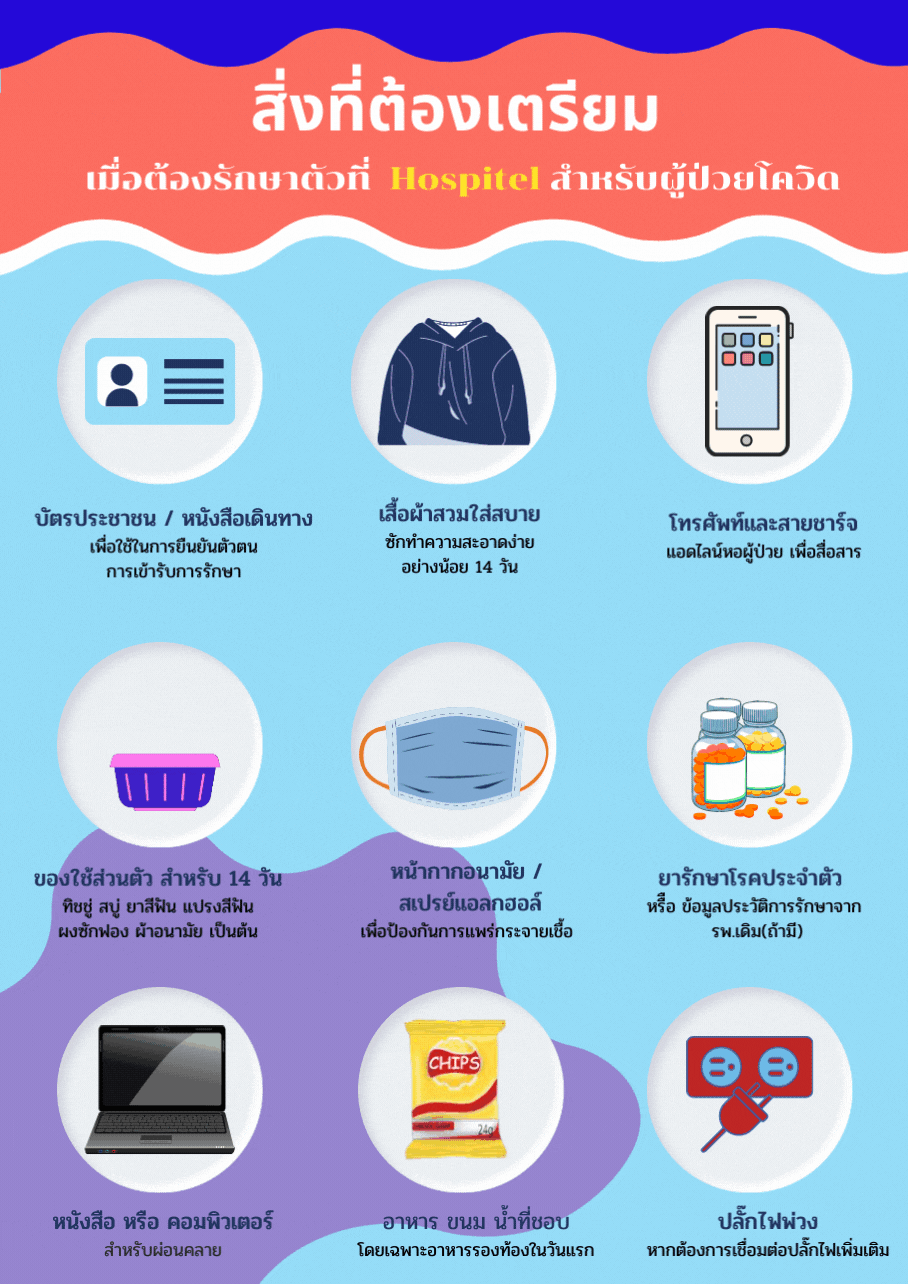 สิ่งที่ต้องเตรียม
เมื่อต้องรักษาตัวที่ Hospitel สำหรับผู้ป่วยโควิด
บัตรประชาชน / หนังสือเดินทาง
เพื่อใช้ในการยืนยันตัวตน
การเข้ารับการรักษา
เสื้อผ้าสวมใส่สบาย
ซักทำความสะอาดง่าย
อย่างน้อย 14 วัน
โทรศัพท์และสายชาร์จ
แอดไลน์หอผู้ป่วย เพื่อสื่อสาร
ของใช้ส่วนตัว สำหรับ 14 วัน
ทิชชู่ สบู่ ยาสีฟัน แปรงสีฟัน
ผงซักฟอง ผ้าอนามัย เป็นต้น
หน้ากากอนามัย /
สเปรย์แอลกฮอล์
เพื่อป้องกันการแพร่กระจายเชื้อ
ยารักษาโรคประจำตัว
หรือ ข้อมูลประวัติการรักษาจาก
รพ.เดิม(ถ้ามี)
หนังสือ หรือ คอมพิวเตอร์
สำหรับผ่อนคลาย
CHIPS
24g
อาหาร ขนม น้ำที่ชอบ
โดยเฉพาะอาหารรองท้องในวันแรก
ปลั๊กไฟพ่วง
หากต้องการเชื่อมต่อปลั๊กไฟเพิ่มเติม